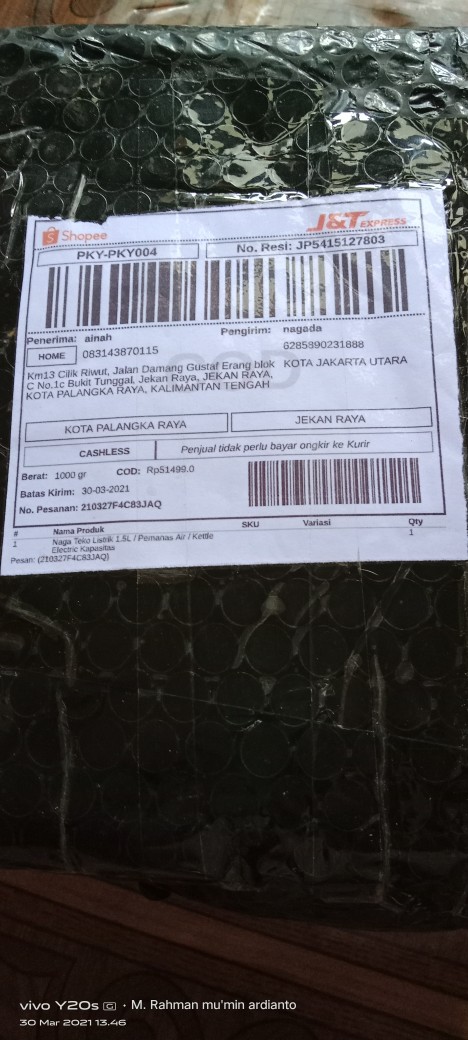 Shopee
J&T EXPRESS
PKY-PKY004
No. Resi: JP5415127803
Penerima: ainah
Pengirim: nagada
HOME 083143870115
6285890231888
Km13 Cilik Riwut, Jalan Damang Gustaf Erang blok
KOTA JAKARTA UTARA
C No.1c Bukit Tunggal, Jekan Raya, JEKAN RAYA,
KOTA PALANGKA RAYA, KALIMANTAN TENGAH
KOTA PALANGKA RAYA
JEKAN RAYA
CASHLESS
Penjual tidak perlu bayar ongkir ke Kurir
Berat: 1000 gr
COD: Rp51499.0
Batas Kirim: 30-03-2021
No. Pesanan: 210327F4C83JAQ
# Nama Produk SKU Variasi Qty
1 Naga Teko Listrik 1.5L / Pemanas Air / Kettle 1
Electric Kapasitas
Pesan: (210327F4C83JAQ)
vivo Y20s G · M. Rahman mu'min ardianto
30 Mar 2021 13.46